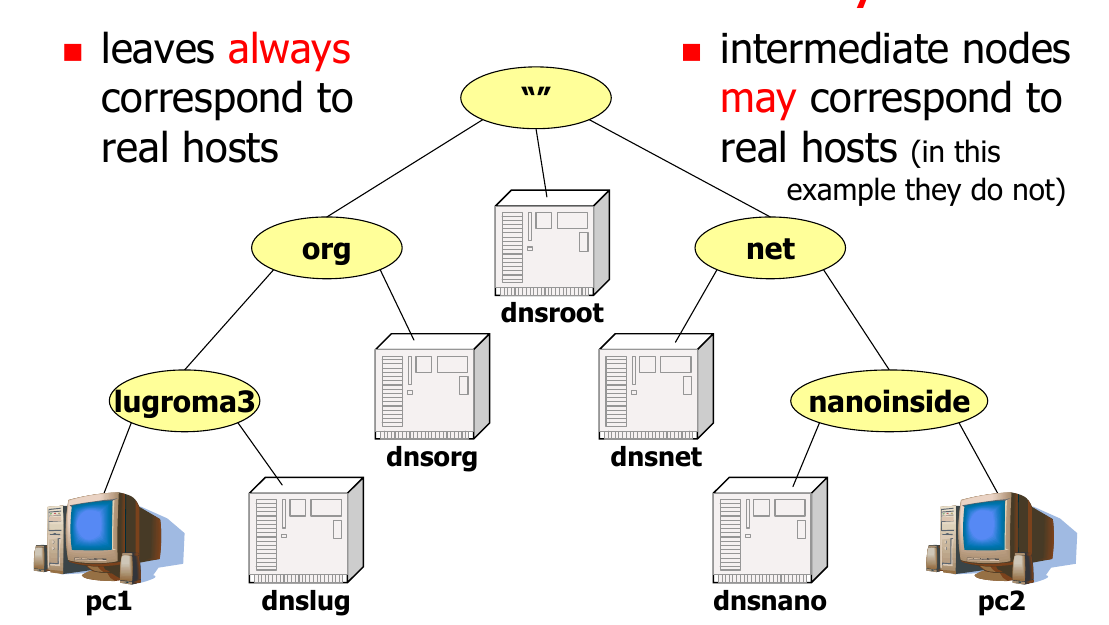 leaves always
correspond to
real hosts
intermediate nodes
may correspond to
real hosts (in this
example they do not)
“”
org
net
dnsroot
lugroma3
nanoinside
dnsorg
dnsnet
pc1
dnslug
dnsnano
pc2